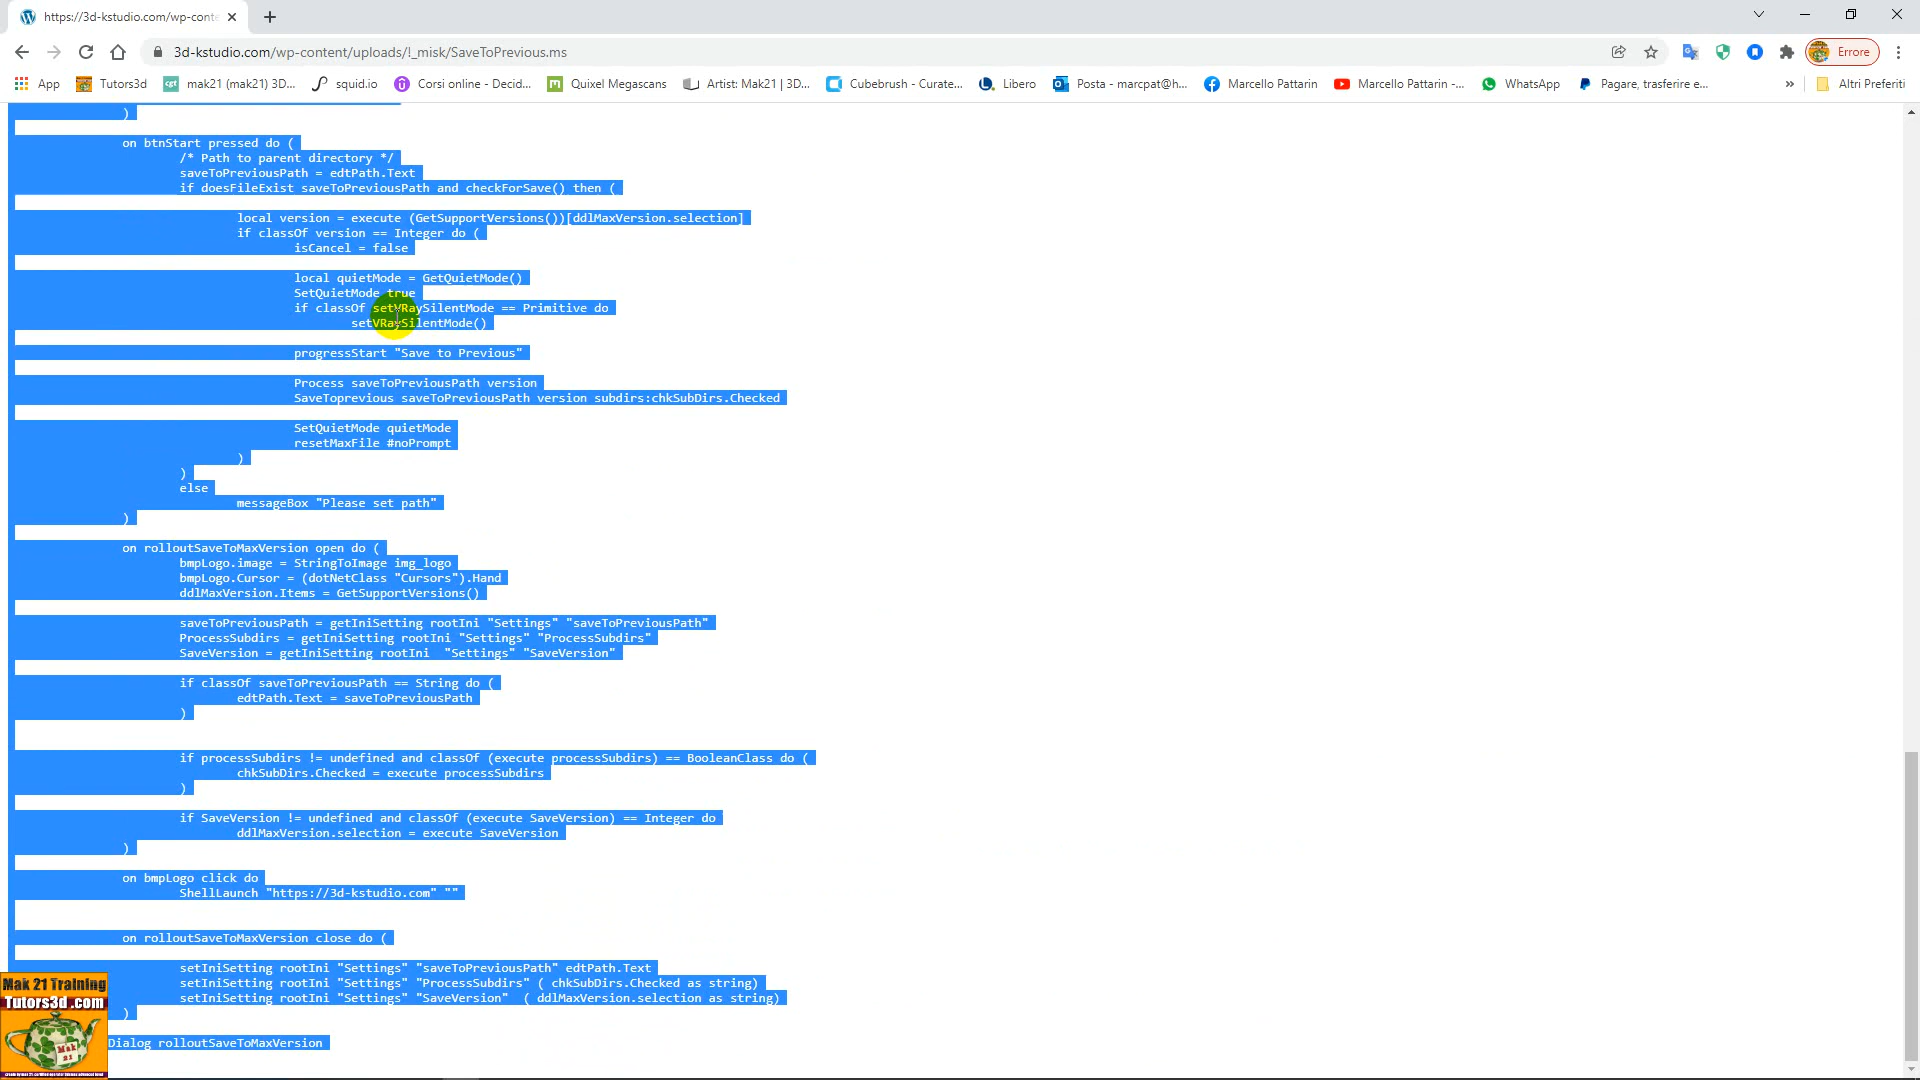 https://3d-kstudio.com/wp-conte
3d-kstudio.com/wp-content/uploads/!_misk/SaveToPrevious.ms
Errore
App
Tutors3d
mak21 (mak21) 3D...
squid.io
Corsi online - Decid...
Quixel Megascans
Artist: Mak21 | 3D...
Cubebrush - Curate...
Libero
Posta - marcpat@h...
Marcello Pattarin
Marcello Pattarin -...
WhatsApp
Pagare, trasferire e...
»
Altri Preferiti
)
on btnStart pressed do (
/* Path to parent directory */
saveToPreviousPath = edtPath.Text
if doesFileExist saveToPreviousPath and checkForSave() then (
local version = execute (GetSupportVersions())[ddlMaxVersion.selection]
if classOf version == Integer do (
isCancel = false
local quietMode = GetQuietMode()
SetQuietMode true
if classOf setVRaySilentMode == Primitive do
setVRaySilentMode()
progressStart "Save to Previous"
Process saveToPreviousPath version
SaveToprevious saveToPreviousPath version subdirs:chkSubDirs.Checked
SetQuietMode quietMode
resetMaxFile #noPrompt
)
)
else
messageBox "Please set path"
)
on rolloutSaveToMaxVersion open do (
bmpLogo.image = StringToImage img_logo
bmpLogo.Cursor = (dotNetClass "Cursors").Hand
ddlMaxVersion.Items = GetSupportVersions()
saveToPreviousPath = getIniSetting rootIni "Settings" "saveToPreviousPath"
ProcessSubdirs = getIniSetting rootIni "Settings" "ProcessSubdirs"
SaveVersion = getIniSetting rootIni  "Settings" "SaveVersion"
if classOf saveToPreviousPath == String do (
edtPath.Text = saveToPreviousPath
)
if processSubdirs != undefined and classOf (execute processSubdirs) == BooleanClass do (
chkSubDirs.Checked = execute processSubdirs
)
if SaveVersion != undefined and classOf (execute SaveVersion) == Integer do
ddlMaxVersion.selection = execute SaveVersion
)
on bmpLogo click do
ShellLaunch "https://3d-kstudio.com" ""
on rolloutSaveToMaxVersion close do (
setIniSetting rootIni "Settings" "saveToPreviousPath" edtPath.Text
setIniSetting rootIni "Settings" "ProcessSubdirs" ( chkSubDirs.Checked as string)
setIniSetting rootIni "Settings" "SaveVersion"  ( ddlMaxVersion.selection as string)
)
Dialog rolloutSaveToMaxVersion
Mak 21 Training
Tutors3d .com
Mak
21